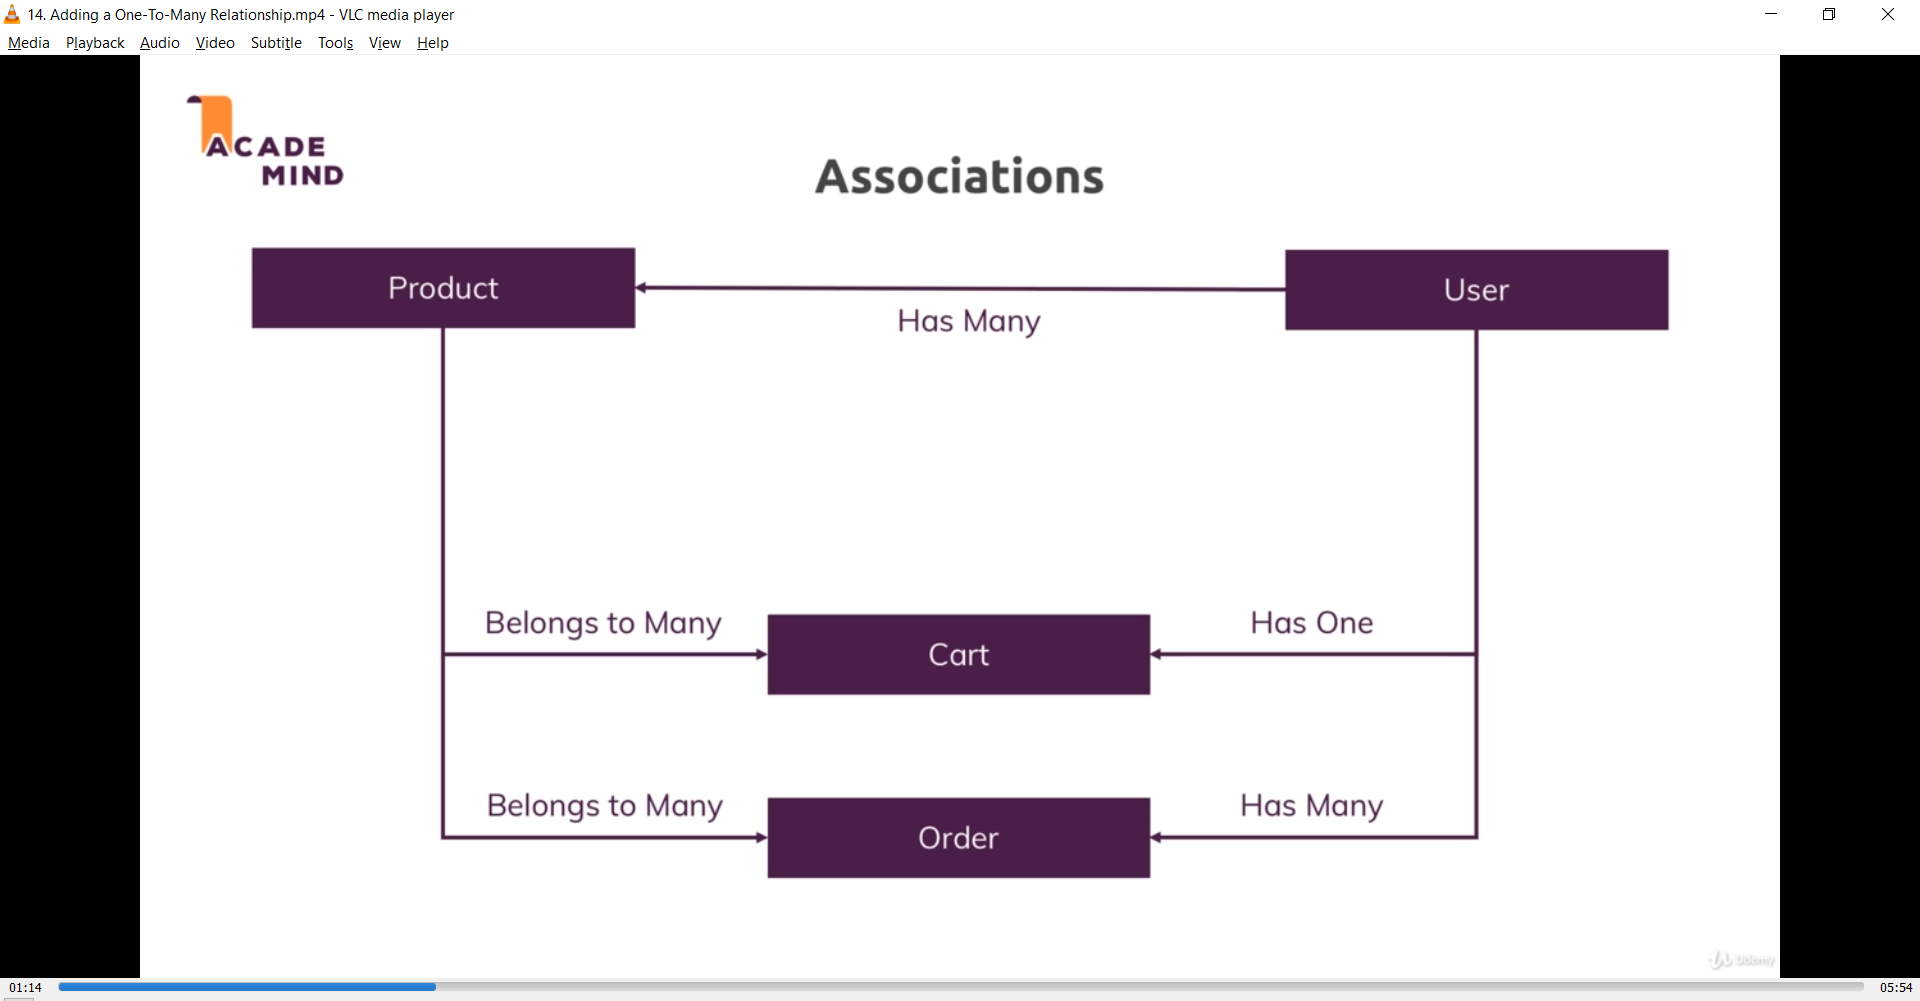 14. Adding a One-To-Many Relationship.mp4 - VLC media player
Media Playback Audio Video Subtitle Tools View Help
ACADE
MIND
Associations
Product
User
Has Many
Belongs to Many
Has One
Cart
Belongs to Many
Has Many
Order
Udemy
01:14
05:54